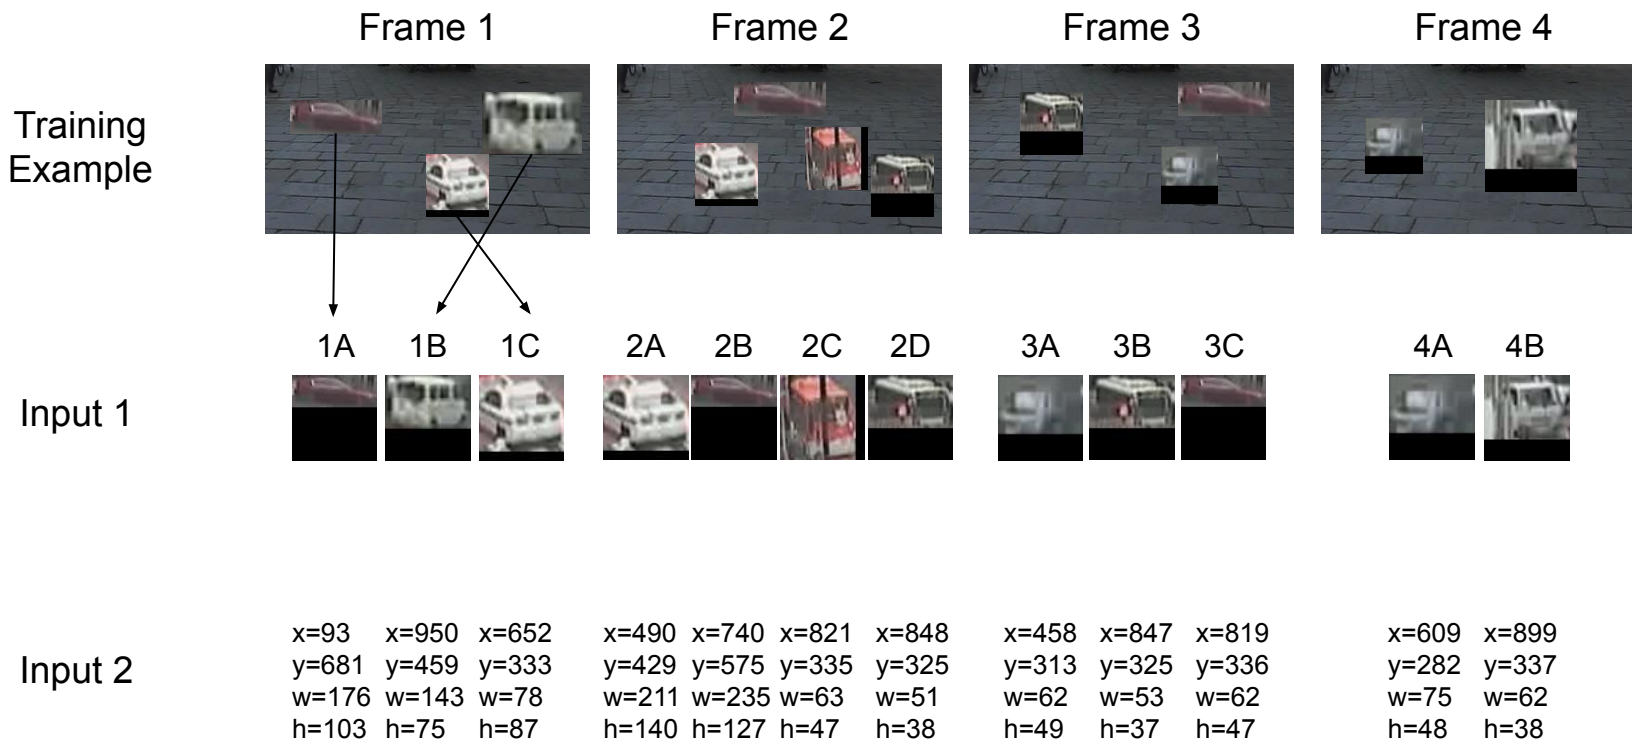 Frame 1 Frame 2 Frame 3 Frame 4
Training
Example
1A 1B 1C 2A 2B 2C 2D 3A 3B 3C 4A 4B
Input 1
x=93 x=950 x=652 x=490 x=740 x=821 x=848 x=458 x=847 x=819 x=609 x=899
y=681 y=459 y=333 y=429 y=575 y=335 y=325 y=313 y=325 y=336 y=282 y=337
Input 2
w=176 w=143 w=78 w=211 w=235 w=63 w=51 w=62 w=53 w=62 w=75 w=62
h=103 h=75 h=87 h=140 h=127 h=47 h=38 h=49 h=37 h=47 h=48 h=38